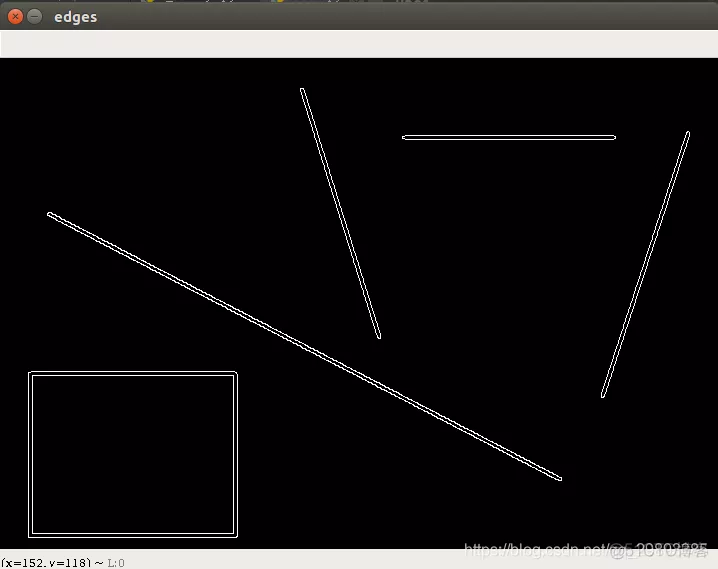 edges
https://blog.csdn.net/
(x=152, y=118) ~ L:0